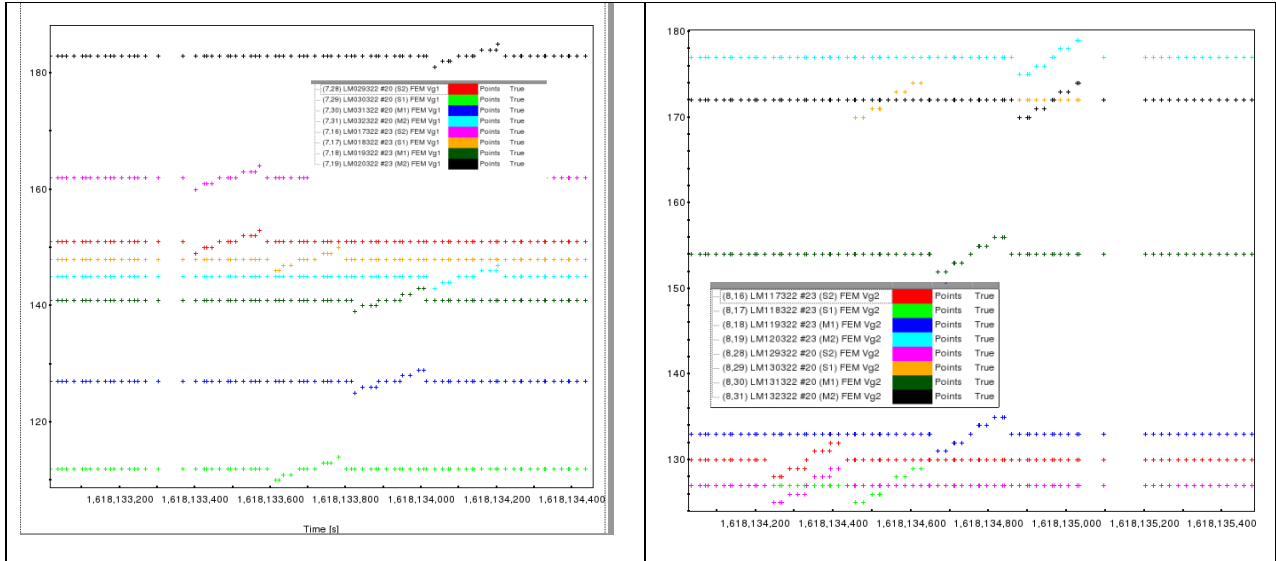 180
160
140
120
(7,28) LM029322 #20 (S2) FEM Vg1 Points True
(7,29) LM030322 #20 (S1) FEM Vg1 Points True
(7,30) LM031322 #20 (M1) FEM Vg1 Points True
(7,31) LM032322 #20 (M2) FEM Vg1 Points True
(7,16) LM017322 #23 (S2) FEM Vg1 Points True
(7,17) LM018322 #23 (S1) FEM Vg1 Points True
(7,18) LM019322 #23 (M1) FEM Vg1 Points True
(7,19) LM020322 #23 (M2) FEM Vg1 Points True
1,618,133,200 1,618,133,400 1,618,133,600 1,618,133,800 1,618,134,000 1,618,134,200 1,618,134,400
Time [s]
180
170
160
150
140
130
(8,16) LM117322 #23 (S2) FEM Vg2 Points True
(8,17) LM118322 #23 (S1) FEM Vg2 Points True
(8,18) LM119322 #23 (M1) FEM Vg2 Points True
(8,19) LM120322 #23 (M2) FEM Vg2 Points True
(8,28) LM129322 #20 (S2) FEM Vg2 Points True
(8,29) LM130322 #20 (S1) FEM Vg2 Points True
(8,30) LM131322 #20 (M1) FEM Vg2 Points True
(8,31) LM132322 #20 (M2) FEM Vg2 Points True
1,618,134,200 1,618,134,400 1,618,134,600 1,618,134,800 1,618,135,000 1,618,135,200 1,618,135,400